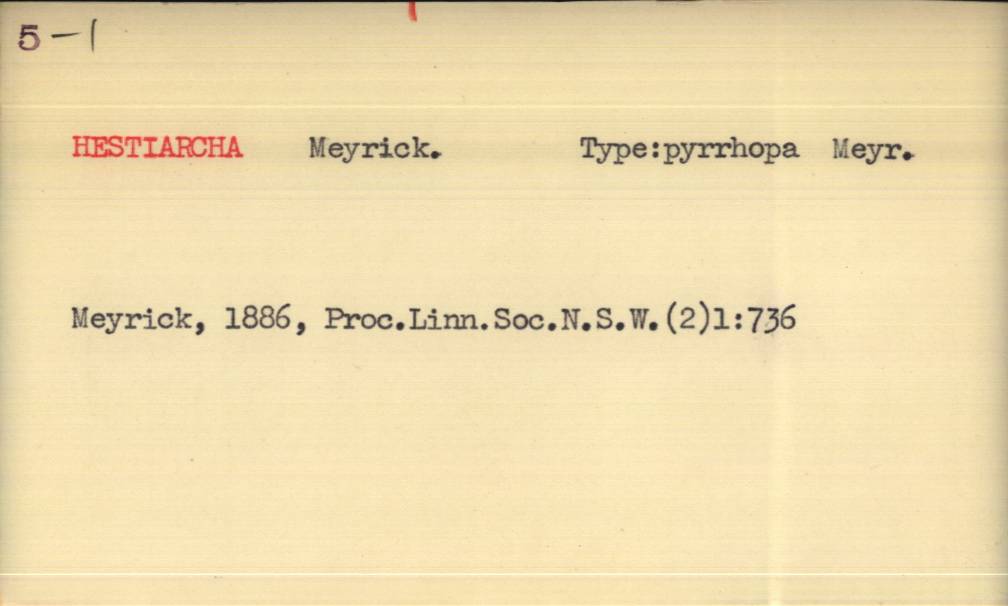 5-1
HESTIARCHA Meyrick. Type:pyrrhopa Meyr.
Meyrick, 1886, Proc.Linn.Soc.N.S.W.(2)1:736